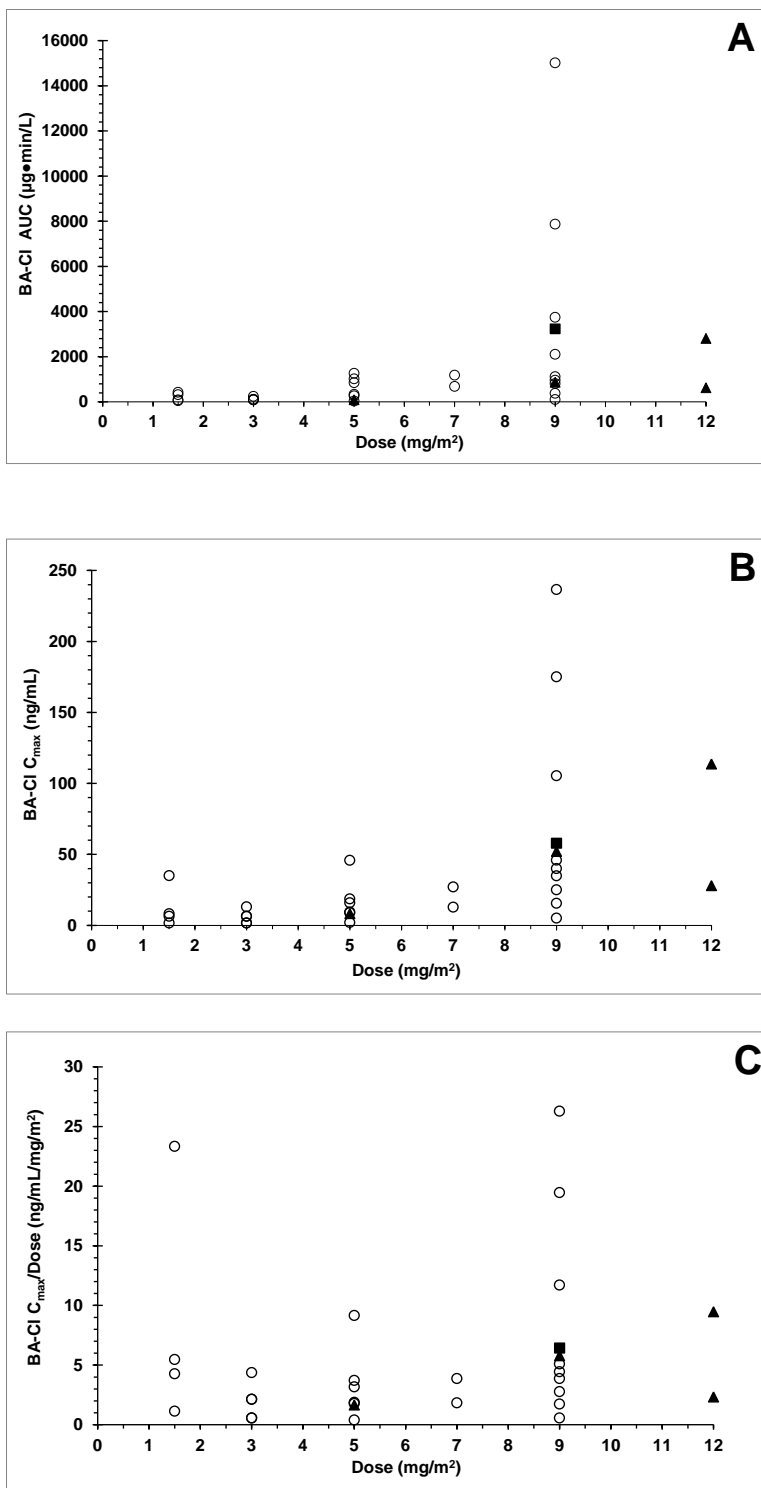 A
16000
14000
12000
10000
8000
6000
4000
2000
0
BA-Cl AUC (µg●min/L)
0 1 2 3 4 5 6 7 8 9 10 11 12
Dose (mg/m²)
B
250
200
150
100
50
0
BA-Cl Cmax (ng/mL)
0 1 2 3 4 5 6 7 8 9 10 11 12
Dose (mg/m²)
C
30
25
20
15
10
5
0
BA-Cl Cmax/Dose (ng/mL/mg/m²)
0 1 2 3 4 5 6 7 8 9 10 11 12
Dose (mg/m²)